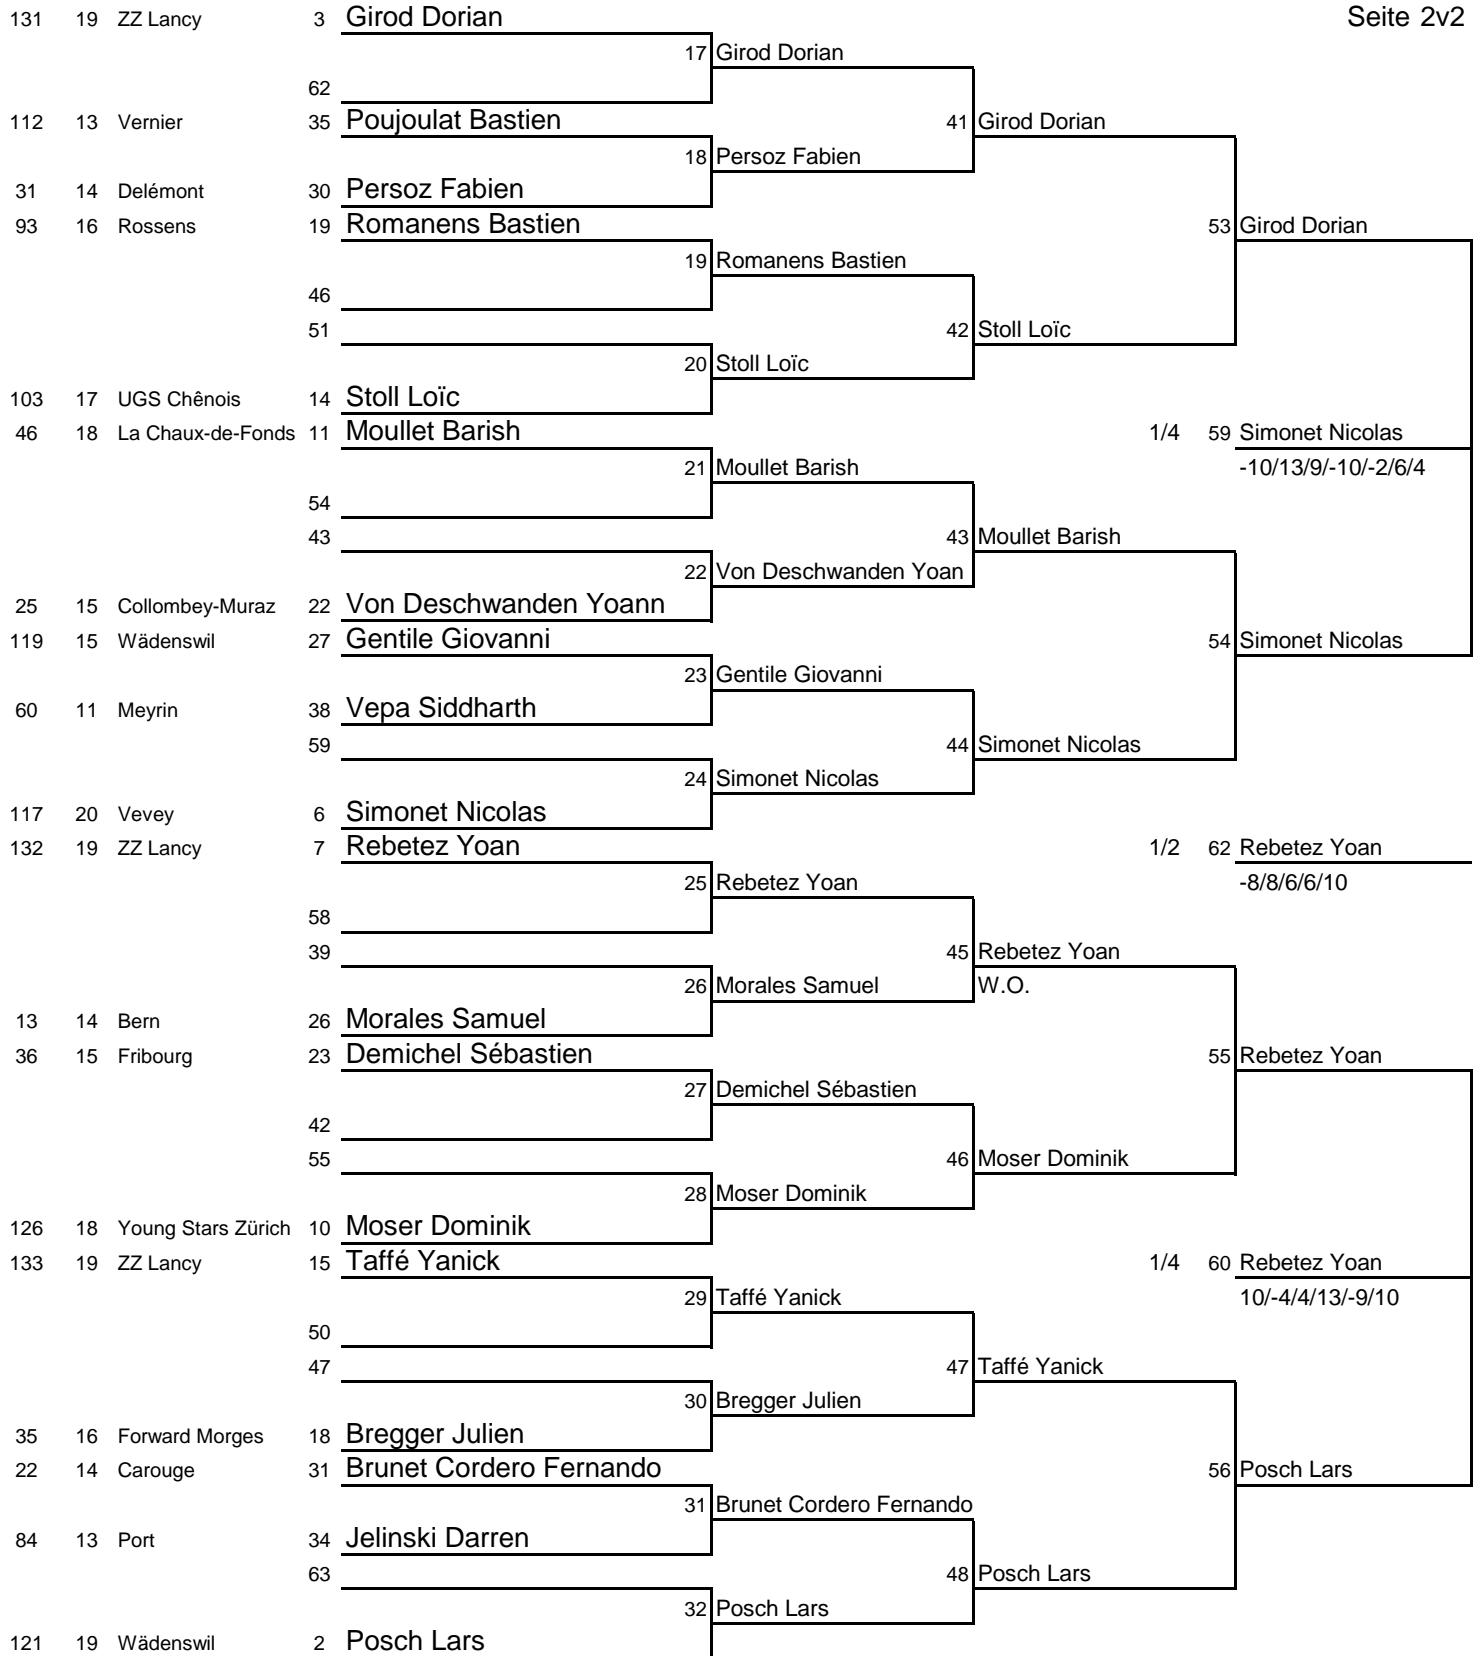 131 19 ZZ Lancy 3 Girod Dorian Seite 2v2
17 Girod Dorian
62
112 13 Vernier 35 Poujoulat Bastien 41 Girod Dorian
18 Persoz Fabien
31 14 Delémont 30 Persoz Fabien
93 16 Rossens 19 Romanens Bastien 53 Girod Dorian
19 Romanens Bastien
46
51 42 Stoll Loïc
20 Stoll Loïc
103 17 UGS Chênois 14 Stoll Loïc
46 18 La Chaux-de-Fonds 11 Moullet Barish 1/4 59 Simonet Nicolas
21 Moullet Barish -10/13/9/-10/-2/6/4
54
43 43 Moullet Barish
22 Von Deschwanden Yoan
25 15 Collombey-Muraz 22 Von Deschwanden Yoann
119 15 Wädenswil 27 Gentile Giovanni 54 Simonet Nicolas
23 Gentile Giovanni
60 11 Meyrin 38 Vepa Siddharth
59 44 Simonet Nicolas
24 Simonet Nicolas
117 20 Vevey 6 Simonet Nicolas
132 19 ZZ Lancy 7 Rebetez Yoan 1/2 62 Rebetez Yoan
25 Rebetez Yoan -8/8/6/6/10
58
39 45 Rebetez Yoan
26 Morales Samuel W.O.
13 14 Bern 26 Morales Samuel
36 15 Fribourg 23 Demichel Sébastien 55 Rebetez Yoan
27 Demichel Sébastien
42
55 46 Moser Dominik
28 Moser Dominik
126 18 Young Stars Zürich 10 Moser Dominik
133 19 ZZ Lancy 15 Taffé Yanick 1/4 60 Rebetez Yoan
29 Taffé Yanick 10/-4/4/13/-9/10
50
47 47 Taffé Yanick
30 Bregger Julien
35 16 Forward Morges 18 Bregger Julien
22 14 Carouge 31 Brunet Cordero Fernando 56 Posch Lars
31 Brunet Cordero Fernando
84 13 Port 34 Jelinski Darren
63 48 Posch Lars
32 Posch Lars
121 19 Wädenswil 2 Posch Lars